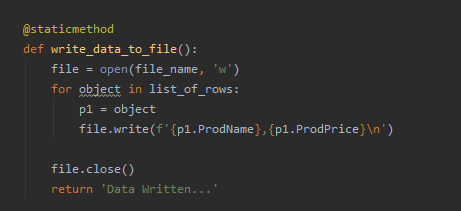 @staticmethod
def write_data_to_file():
file = open(file_name, 'w')
for object in list_of_rows:
p1 = object
file.write(f'{p1.ProdName},{p1.ProdPrice}\n')
file.close()
return 'Data Written...'